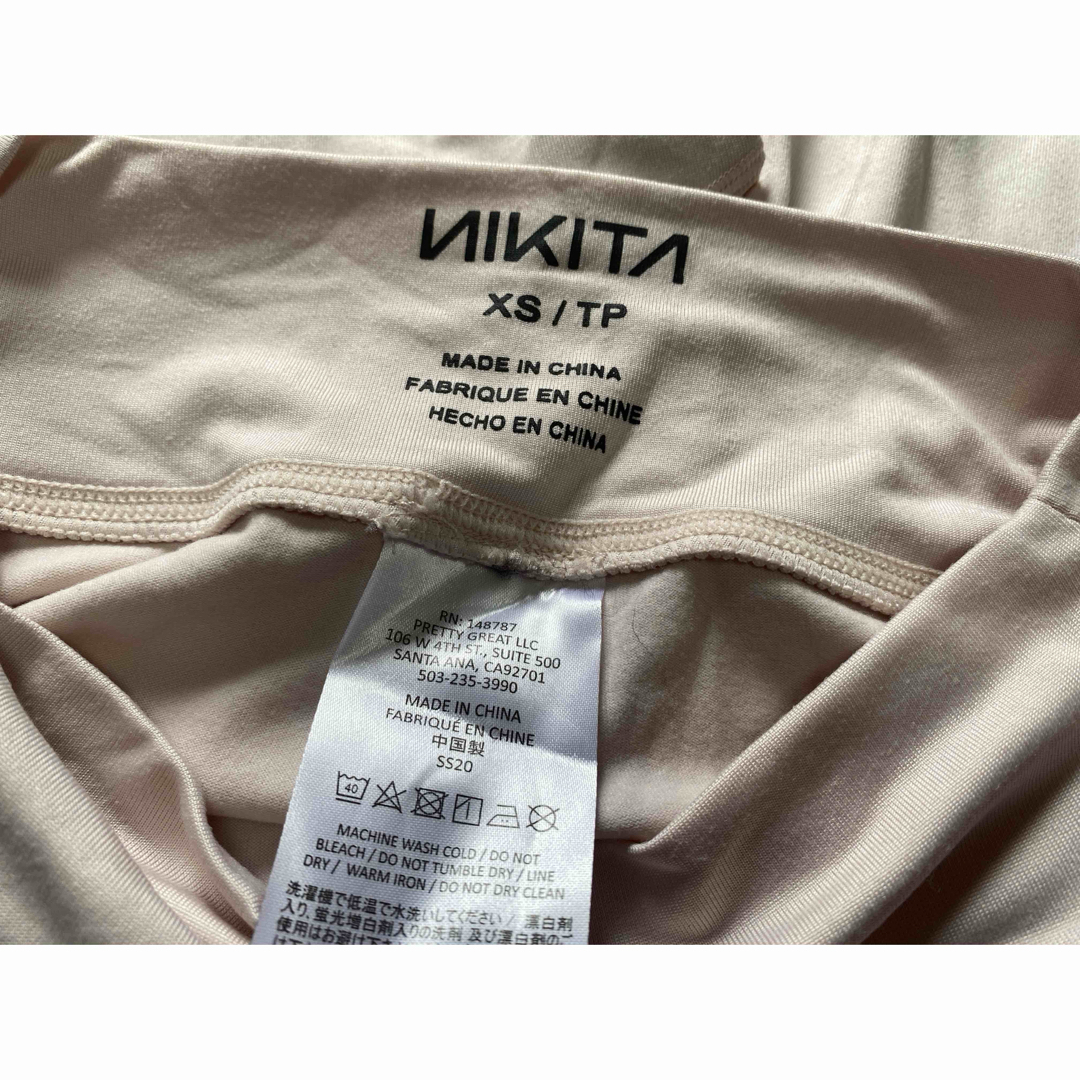 NIKITA
XS / TP
MADE IN CHINA
FABRIQUE EN CHINE
HECHO EN CHINA
RN: 148787
PRETTY GREAT LLC
106 W 4TH ST., SUITE 500
SANTA ANA, CA92701
503-235-3990
MADE IN CHINA
FABRIQUÉ EN CHINE
中国製
SS20
40
MACHINE WASH COLD / DO NOT
BLEACH / DO NOT TUMBLE DRY / LINE
DRY / WARM IRON / DO NOT DRY CLEAN
洗濯機で低温で水洗いしてください / 漂白剤
入り, 蛍光増白剤入りの洗剤 及び漂白剤のご
使用はお避け下さ